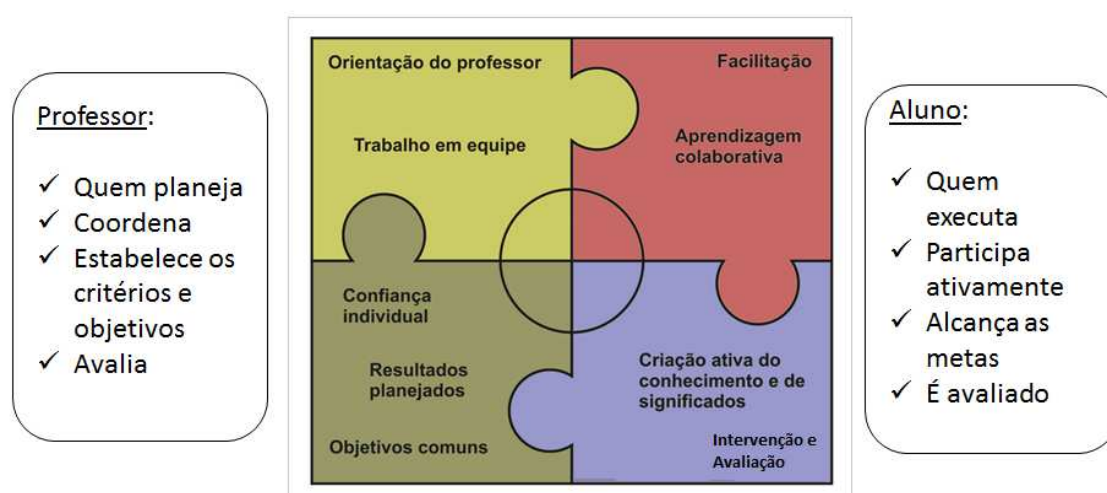 Professor:
✓ Quem planeja
✓ Coordena
✓ Estabelece os
critérios e
objetivos
✓ Avalia
Orientação do professor
Trabalho em equipe
Facilitação
Aprendizagem
colaborativa
Confiança
individual
Resultados
planejados
Objetivos comuns
Criação ativa do
conhecimento e de
significados
Intervenção e
Avaliação
Aluno:
✓ Quem
executa
✓ Participa
ativamente
✓ Alcança as
metas
✓ É avaliado